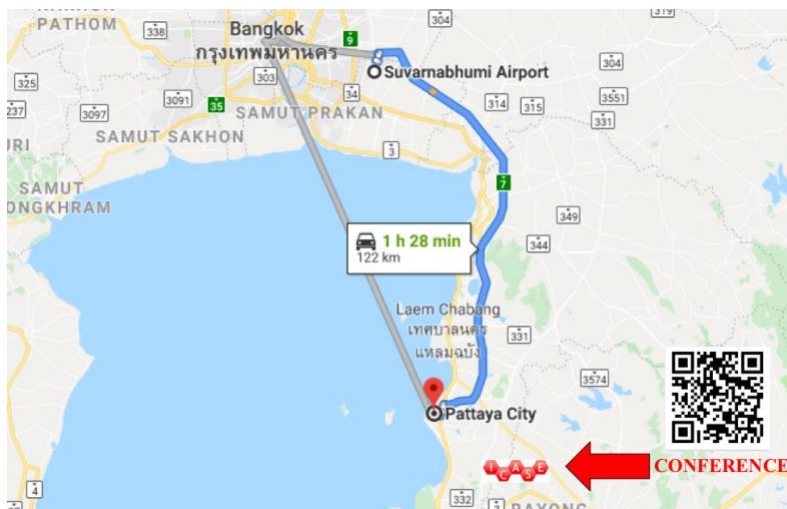 PATHOM
338
Bangkok
กรุงเทพมหานคร
9
304
319
Suvarnabhumi Airport
304
325
303
3091
35
34
314
315
3551
331
237
3097
SAMUT PRAKAN
SAMUT SAKHON
3
SAMUT
ONGKHRAM
7
349
1 h 28 min
122 km
344
Laem Chabang
เทศบาลนคร
แหลมฉบัง
331
3574
Pattaya City
ICASE
CONFERENCE
4
332
3
RAYONG